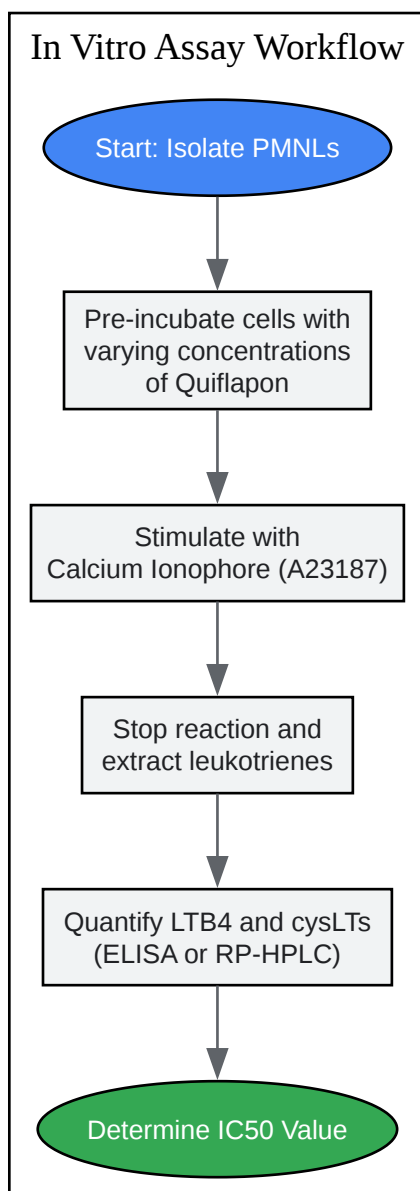 In Vitro Assay Workflow
Start: Isolate PMNLs
Pre-incubate cells with
varying concentrations
of Quiflapon
Stimulate with
Calcium Ionophore (A23187)
Stop reaction and
extract leukotrienes
Quantify LTB4 and cysLTs
(ELISA or RP-HPLC)
Determine IC50 Value